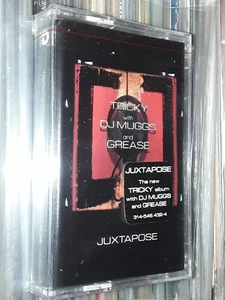 TRICKY
with
DJ MUGGS
and
GREASE
JUXTAPOSE
The new
TRICKY album
with DJ MUGGS
and GREASE
314-546 432-4
JUXTAPOSE